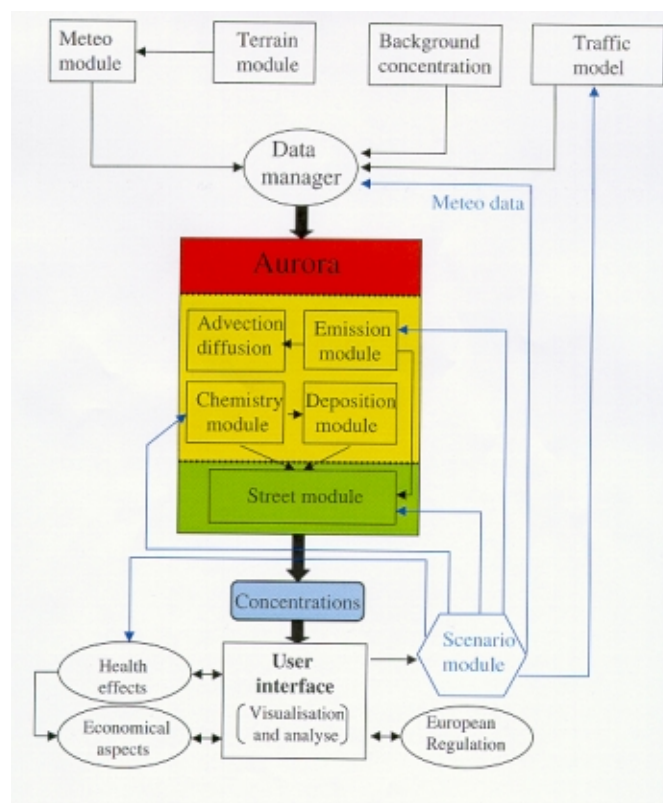 Meteo
module
Terrain
module
Background
concentration
Traffic
model
Data
manager
Meteo data
Aurora
Advection
diffusion
Emission
module
Chemistry
module
Deposition
module
Street module
Concentrations
Scenario
module
User
interface
Visualisation
and analyse
Health
effects
Economical
aspects
European
Regulation